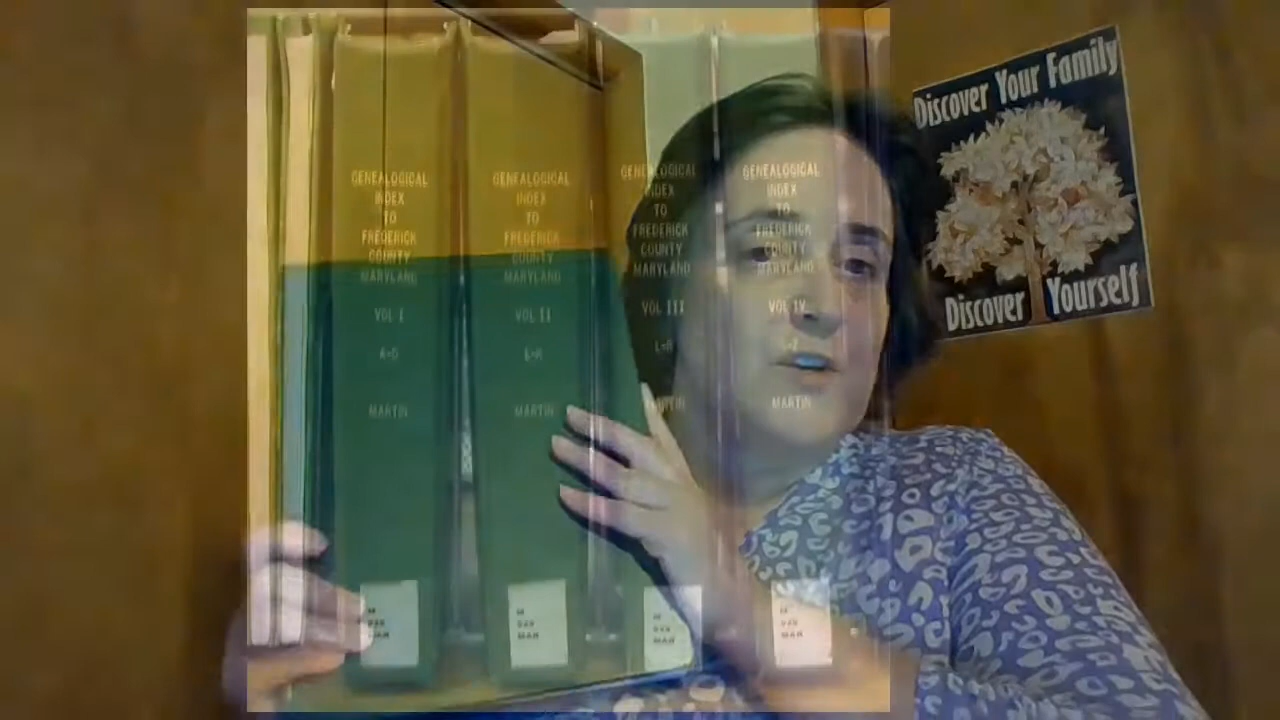 GENEALOGICAL
INDEX
TO
FREDERICK
COUNTY
MARYLAND
VOL I
A-D
MARTIN
GENEALOGICAL
INDEX
TO
FREDERICK
COUNTY
MARYLAND
VOL II
E-K
MARTIN
GENEALOGICAL
INDEX
TO
FREDERICK
COUNTY
MARYLAND
VOL III
MARTIN
GENEALOGICAL
INDEX
TO
FREDERICK
COUNTY
MARYLAND
VOL IV
MARTIN
Discover Your Family
Discover Yourself